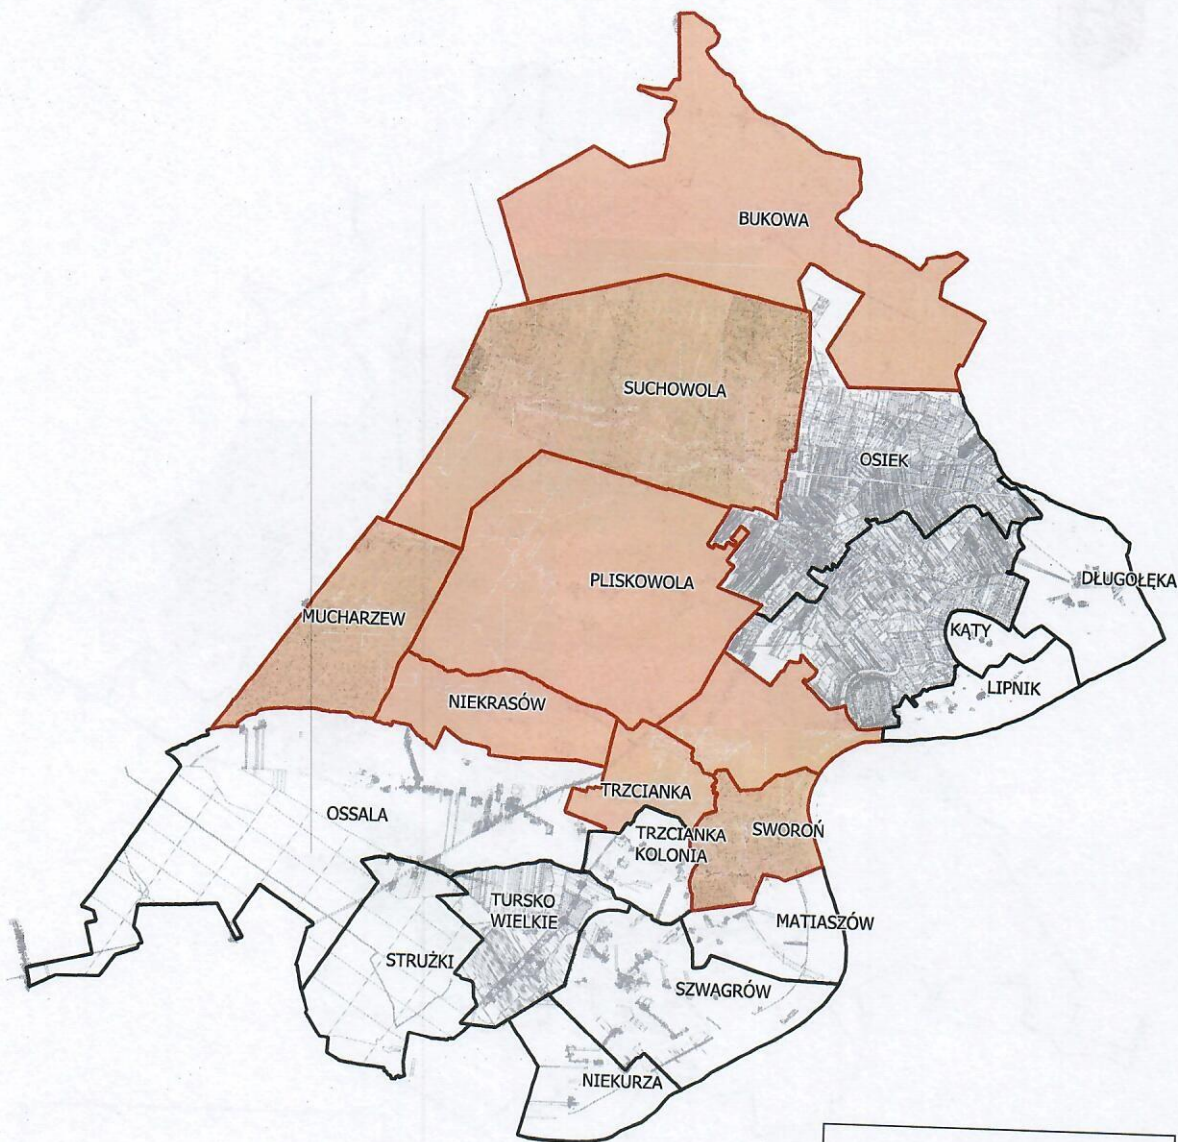 BUKOWA
SUCHOWOLA
OSIEK
PLISKOWOLA
DŁUGOŁĘKA
MUCHARZEW
KĄTY
LIPNIK
NIEKRASÓW
TRZCIANKA
OSSALA
TRZCIANKA
KOLONIA
SWOROŃ
TURSKO
WIELKIE
MATIASZÓW
STRUŻKI
SZWAGRÓW
NIEKURZA